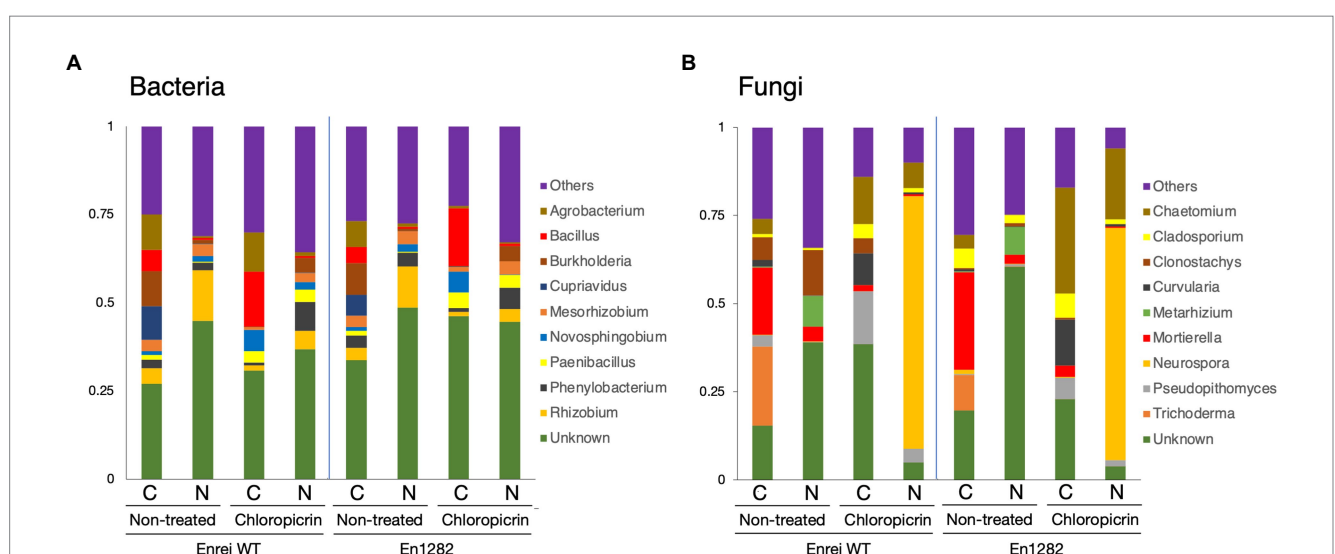 A
Bacteria
1
0.75
0.5
0.25
0
C N C N C N C N
Non-treated Chloropicrin Non-treated Chloropicrin
Enrei WT En1282
Others
Agrobacterium
Bacillus
Burkholderia
Cupriavidus
Mesorhizobium
Novosphingobium
Paenibacillus
Phenylobacterium
Rhizobium
Unknown
B
Fungi
1
0.75
0.5
0.25
0
C N C N C N C N
Non-treated Chloropicrin Non-treated Chloropicrin
Enrei WT En1282
Others
Chaetomium
Cladosporium
Clonostachys
Curvularia
Metarhizium
Mortierella
Neurospora
Pseudopithomyces
Trichoderma
Unknown